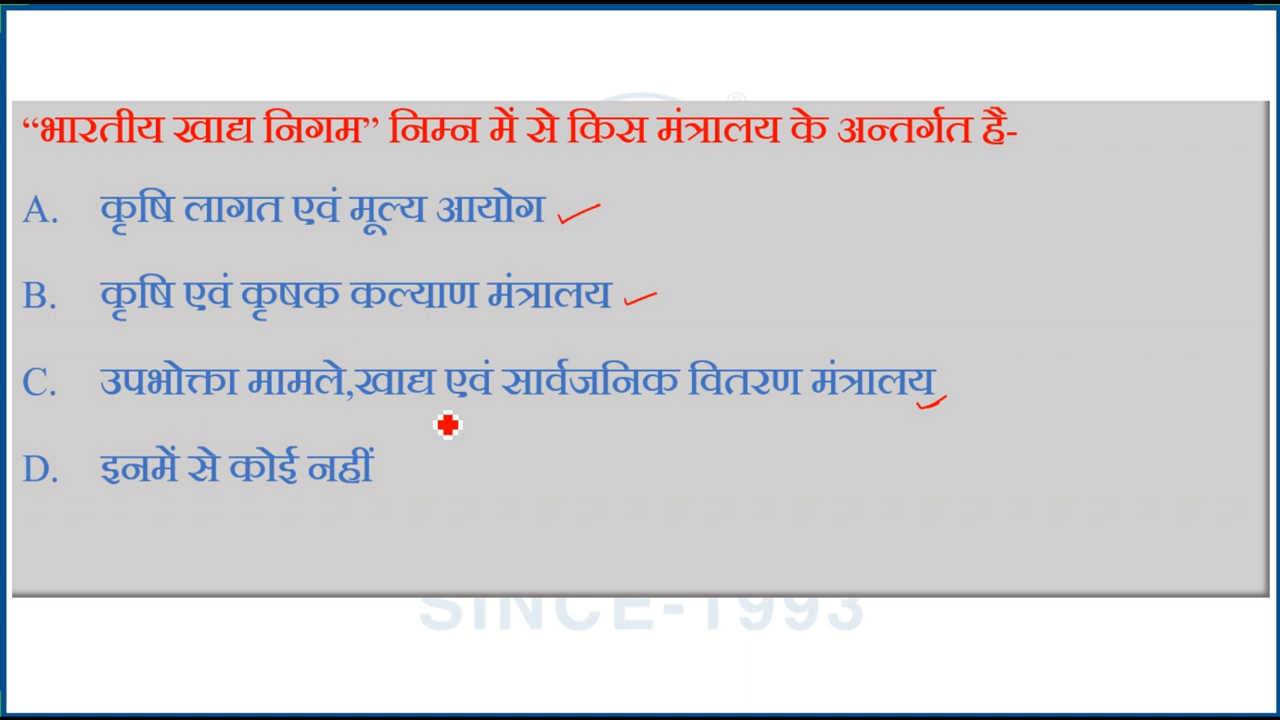 “भारतीय खाद्य निगम” निम्न में से किस मंत्रालय के अन्तर्गत है-
A. कृषि लागत एवं मूल्य आयोग
B. कृषि एवं कृषक कल्याण मंत्रालय
C. उपभोक्ता मामले,खाद्य एवं सार्वजनिक वितरण मंत्रालय
D. इनमें से कोई नहीं
SINCE-1993